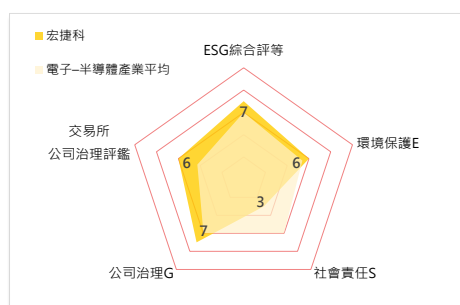 宏捷科
電子–半導體產業平均
ESG綜合評等
7
環境保護E
6
社會責任S
3
公司治理G
7
交易所
公司治理評鑑
6